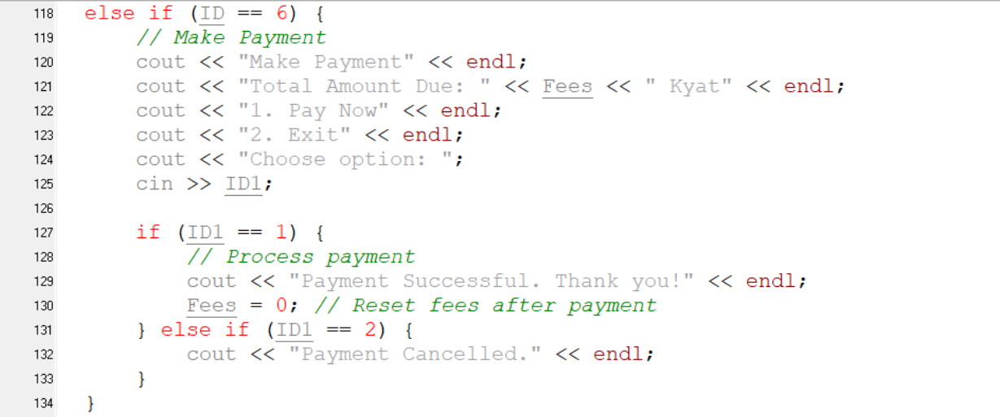 118 else if (ID == 6) {
119 // Make Payment
120 cout << "Make Payment" << endl;
121 cout << "Total Amount Due: " << Fees << " Kyat" << endl;
122 cout << "1. Pay Now" << endl;
123 cout << "2. Exit" << endl;
124 cout << "Choose option: ";
125 cin >> ID1;
126
127 if (ID1 == 1) {
128 // Process payment
129 cout << "Payment Successful. Thank you!" << endl;
130 Fees = 0; // Reset fees after payment
131 } else if (ID1 == 2) {
132 cout << "Payment Cancelled." << endl;
133 }
134 }